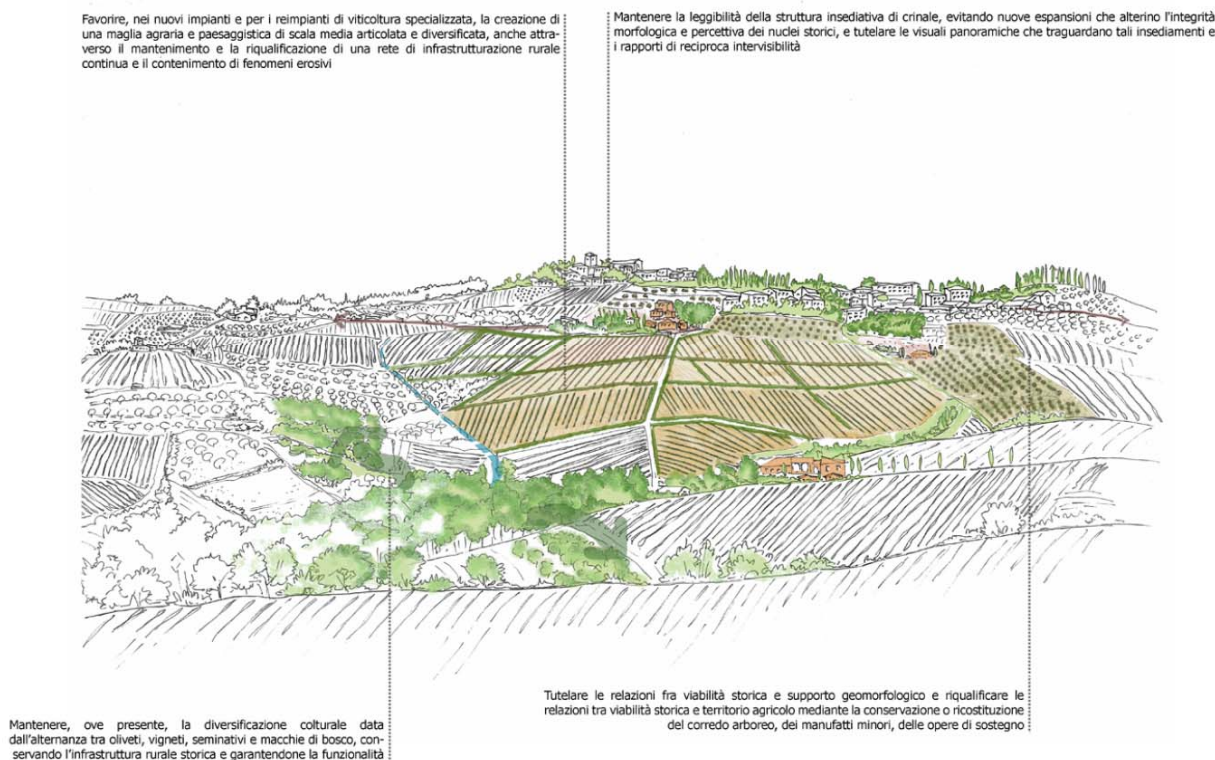 Favorire, nei nuovi impianti e per i reimpianti di viticoltura specializzata, la creazione di
una maglia agraria e paesaggistica di scala media articolata e diversificata, anche attra-
verso il mantenimento e la riqualificazione di una rete di infrastrutturazione rurale
continua e il contenimento di fenomeni erosivi
Mantenere la leggibilità della struttura insediativa di crinale, evitando nuove espansioni che alterino l'integrità
morfologica e percettiva dei nuclei storici, e tutelare le visuali panoramiche che traguardano tali insediamenti e
i rapporti di reciproca intervisibilità
Tutelare le relazioni fra viabilità storica e supporto geomorfologico e riqualificare le
relazioni tra viabilità storica e territorio agricolo mediante la conservazione o ricostituzione
del corredo arboreo, dei manufatti minori, delle opere di sostegno
Mantenere, ove presente, la diversificazione colturale data
dall'alternanza tra oliveti, vigneti, seminativi e macchie di bosco, con-
servando l'infrastruttura rurale storica e garantendone la funzionalità